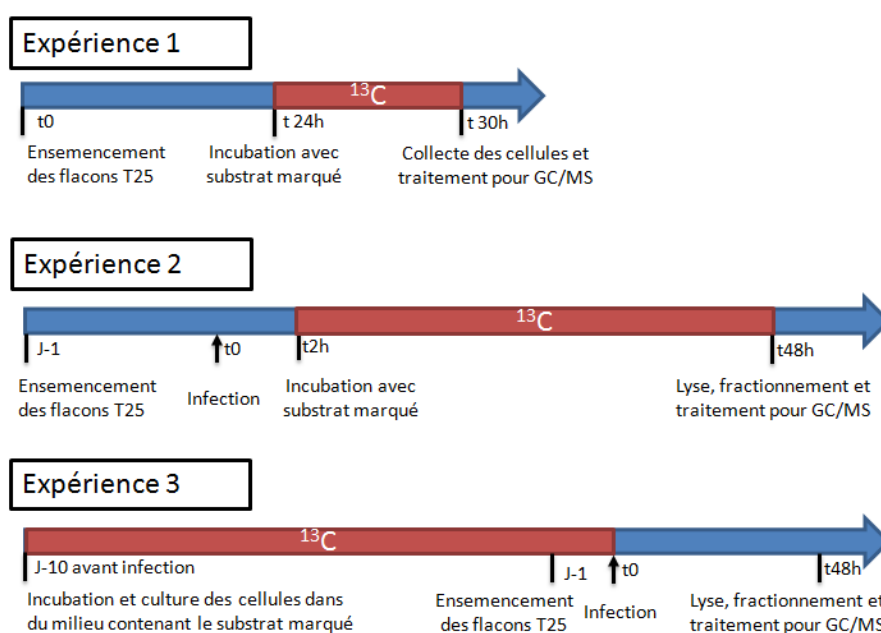 Expérience 1
13C
t0
t 24h
t 30h
Ensemencement
des flacons T25
Incubation avec
substrat marqué
Collecte des cellules et
traitement pour GC/MS
Expérience 2
13C
J-1
t0
t2h
t48h
Ensemencement
des flacons T25
Infection
Incubation avec
substrat marqué
Lyse, fractionnement et
traitement pour GC/MS
Expérience 3
13C
J-10 avant infection
J-1
t0
t48h
Incubation et culture des cellules dans
du milieu contenant le substrat marqué
Ensemencement
des flacons T25
Infection
Lyse, fractionnement et
traitement pour GC/MS